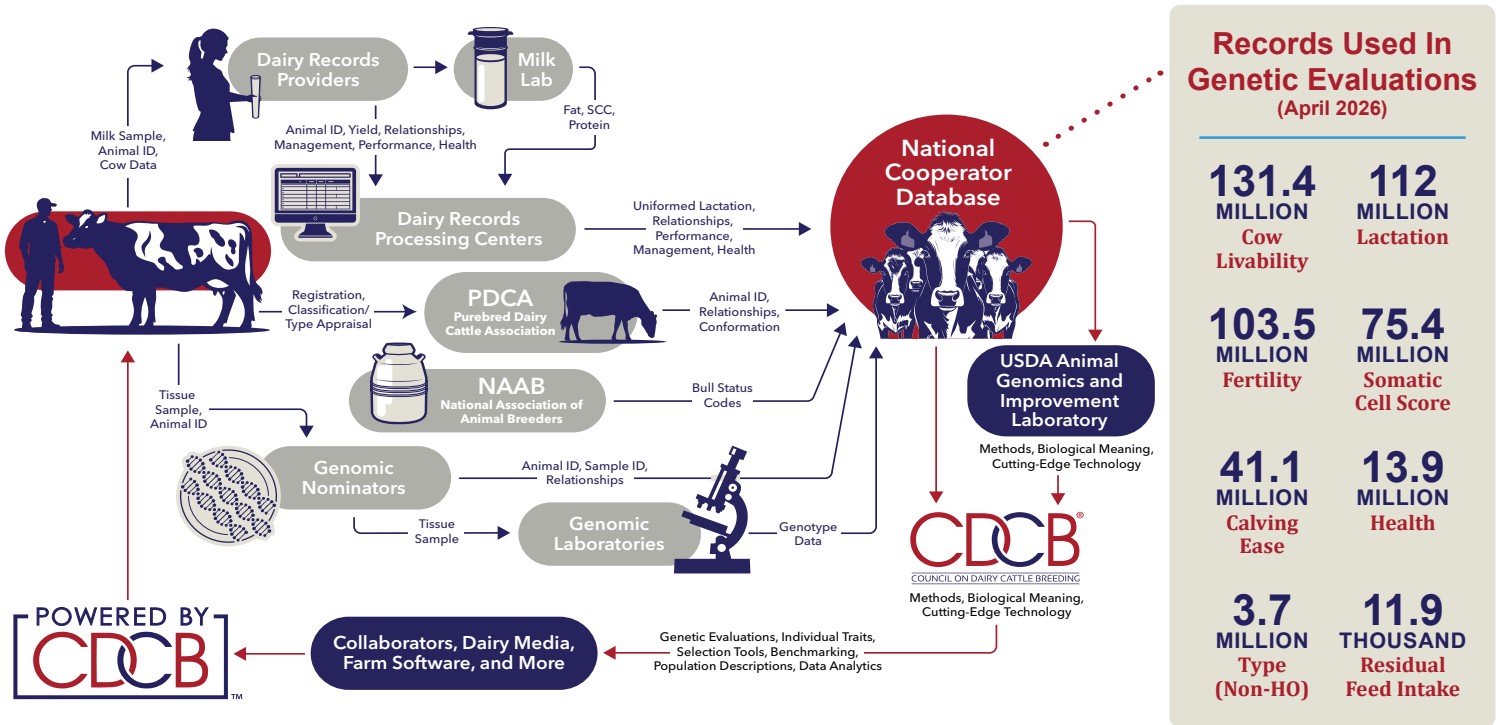 Dairy Records
Providers
Milk
Lab
Milk Sample,
Animal ID,
Cow Data
Animal ID, Yield, Relationships,
Management, Performance, Health
Fat, SCC,
Protein
Dairy Records
Processing Centers
Uniformed Lactation,
Relationships,
Performance,
Management, Health
National
Cooperator
Database
Registration,
Classification/
Type Appraisal
PDCA
Purebred Dairy
Cattle Association
Animal ID,
Relationships,
Conformation
NAAB
National Association of
Animal Breeders
Bull Status
Codes
Tissue
Sample,
Animal ID
Genomic
Nominators
Animal ID, Sample ID,
Relationships
Tissue
Sample
Genomic
Laboratories
Genotype
Data
USDA Animal
Genomics and
Improvement
Laboratory
Methods, Biological Meaning,
Cutting-Edge Technology
CDCB®
COUNCIL ON DAIRY CATTLE BREEDING
Methods, Biological Meaning,
Cutting-Edge Technology
Genetic Evaluations, Individual Traits,
Selection Tools, Benchmarking,
Population Descriptions, Data Analytics
Collaborators, Dairy Media,
Farm Software, and More
POWERED BY
CDCB
TM
Records Used In
Genetic Evaluations
(April 2026)
131.4
MILLION
Cow
Livability
112
MILLION
Lactation
103.5
MILLION
Fertility
75.4
MILLION
Somatic
Cell Score
41.1
MILLION
Calving
Ease
13.9
MILLION
Health
3.7
MILLION
Type
(Non-HO)
11.9
THOUSAND
Residual
Feed Intake